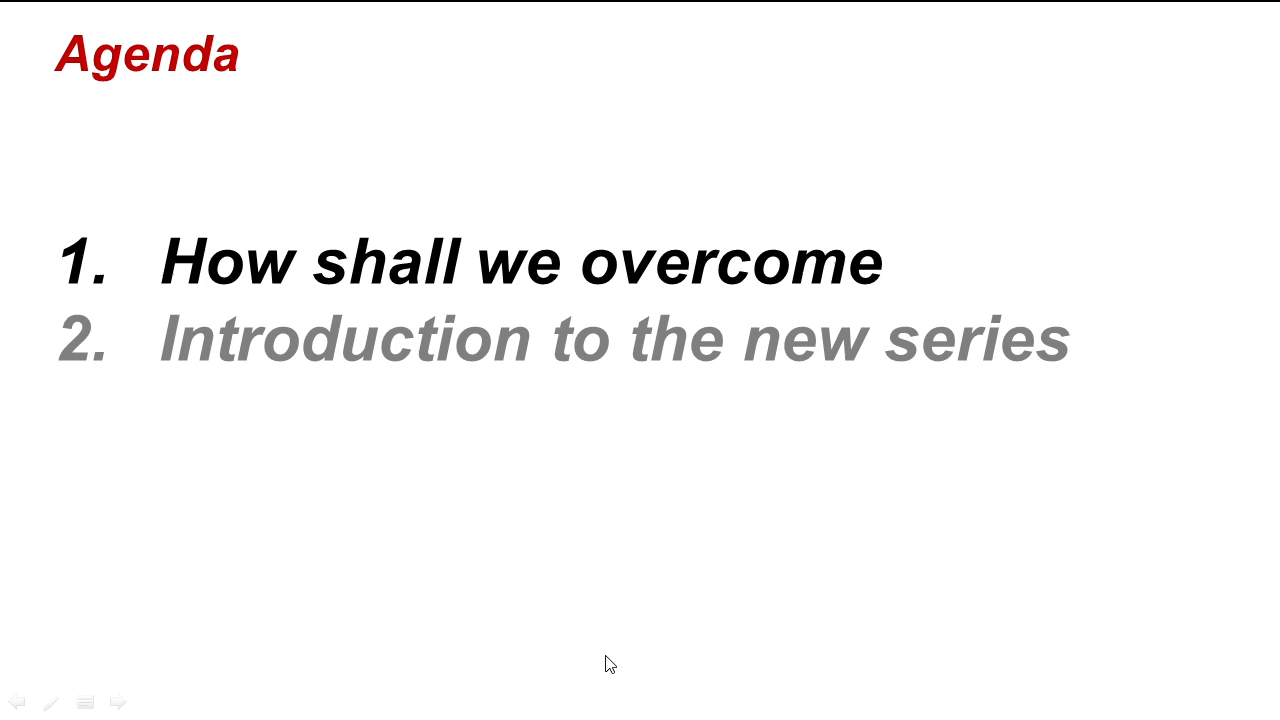 Agenda
1. How shall we overcome
2. Introduction to the new series